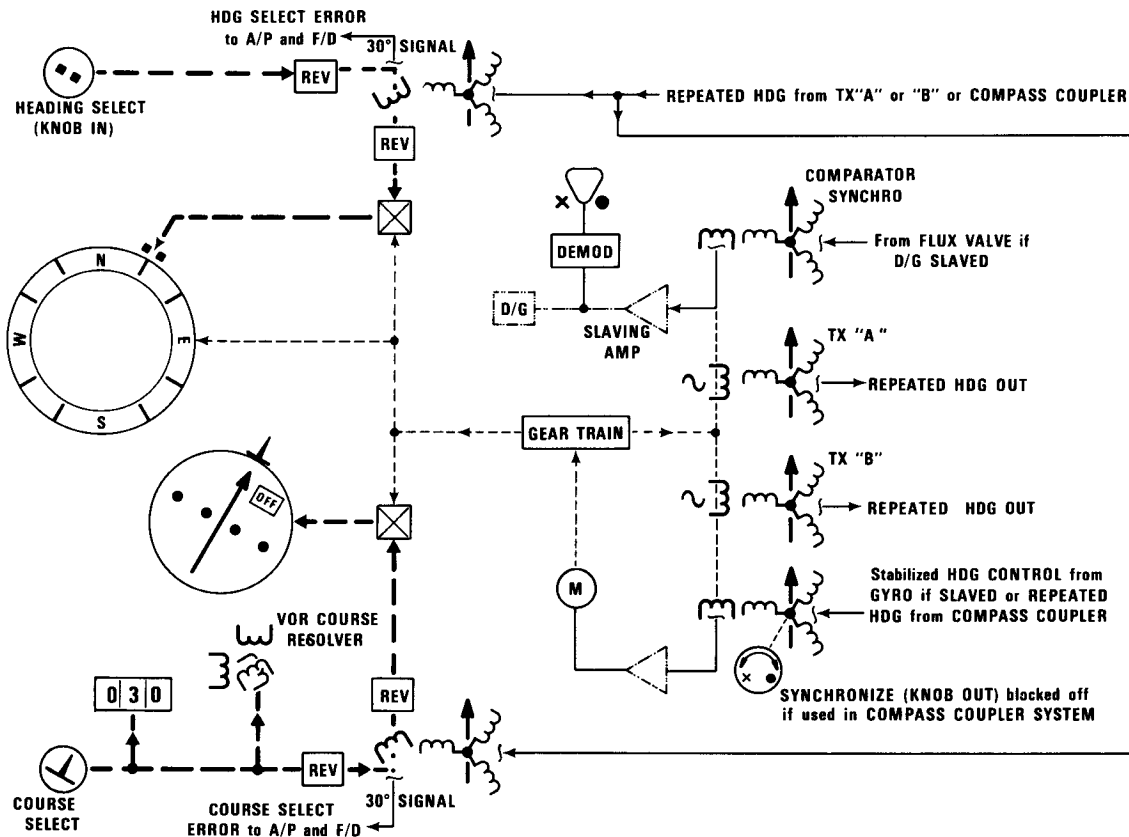 HDG SELECT ERROR
to A/P and F/D
30° SIGNAL
REV
HEADING SELECT
(KNOB IN)
REPEATED HDG from TX"A" or "B" or COMPASS COUPLER
REV
COMPARATOR
SYNCHRO
X
DEMOD
From FLUX VALVE if
D/G SLAVED
N
E
S
W
D/G
SLAVING
AMP
TX "A"
REPEATED HDG OUT
GEAR TRAIN
TX "B"
OFF
REPEATED HDG OUT
M
Stabilized HDG CONTROL from
GYRO if SLAVED or REPEATED
HDG from COMPASS COUPLER
VOR COURSE
RESOLVER
X
0 3 0
REV
SYNCHRONIZE (KNOB OUT) blocked off
if used in COMPASS COUPLER SYSTEM
REV
COURSE
SELECT
COURSE SELECT
ERROR to A/P and F/D
30° SIGNAL